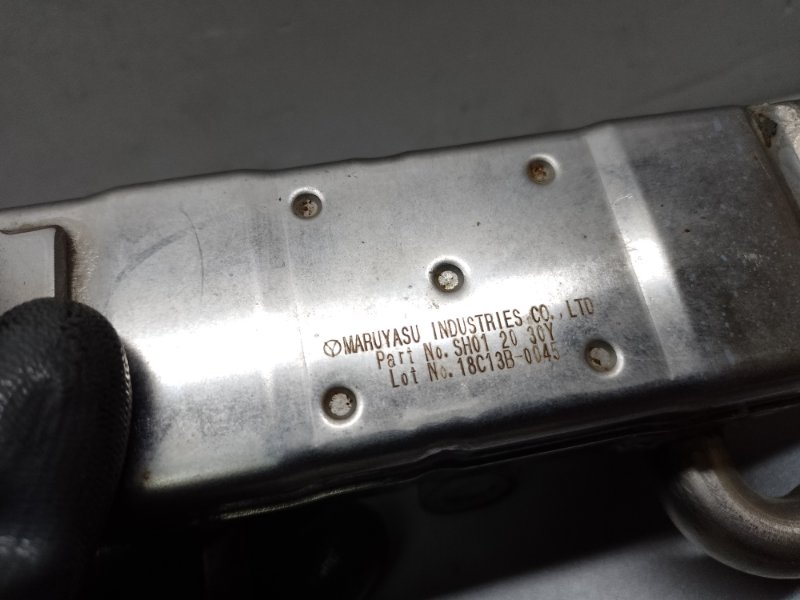 MARUYASU INDUSTRIES CO.,LTD
Part No. SH01 20 30Y
Lot No. 18C13B-0045